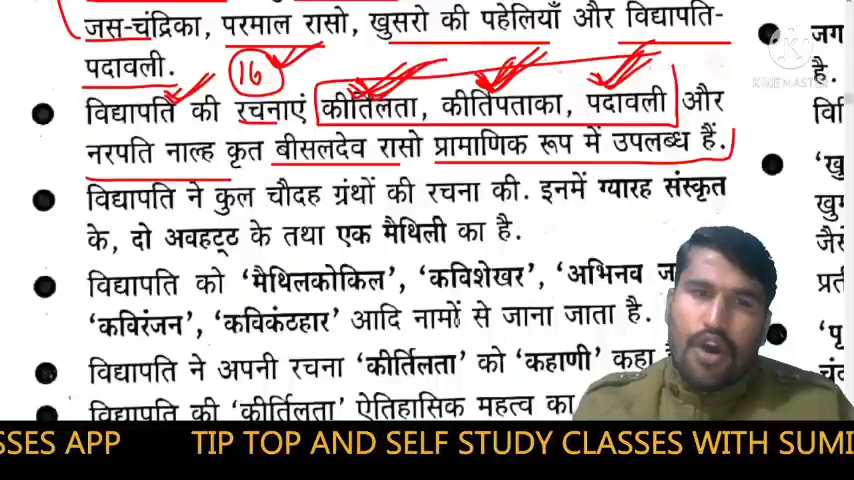 जस-चंद्रिका, परमाल रासो, खुसरो की पहेलियाँ और विद्यापति-
पदावली. 16
विद्यापति की रचनाएं कीर्तिलता, कीर्तिपताका, पदावली और
नरपति नाल्ह कृत बीसलदेव रासो प्रामाणिक रूप में उपलब्ध हैं.
विद्यापति ने कुल चौदह ग्रंथों की रचना की. इनमें ग्यारह संस्कृत
के, दो अवहट्ठ के तथा एक मैथिली का है.
विद्यापति को 'मैथिलकोकिल', 'कविशेखर', 'अभिनव
'कविरंजन', 'कविकंटहार' आदि नामों से जाना जाता है.
विद्यापति ने अपनी रचना 'कीर्तिलता' को 'कहाणी' कहा
विद्यापति की 'कीर्तिलता' ऐतिहासिक महत्व का
जग
है.
वि
'खु
खु
जैसे
प्रती
'पृ
चंद
KINEMASTER
SSES APP TIP TOP AND SELF STUDY CLASSES WITH SUMI